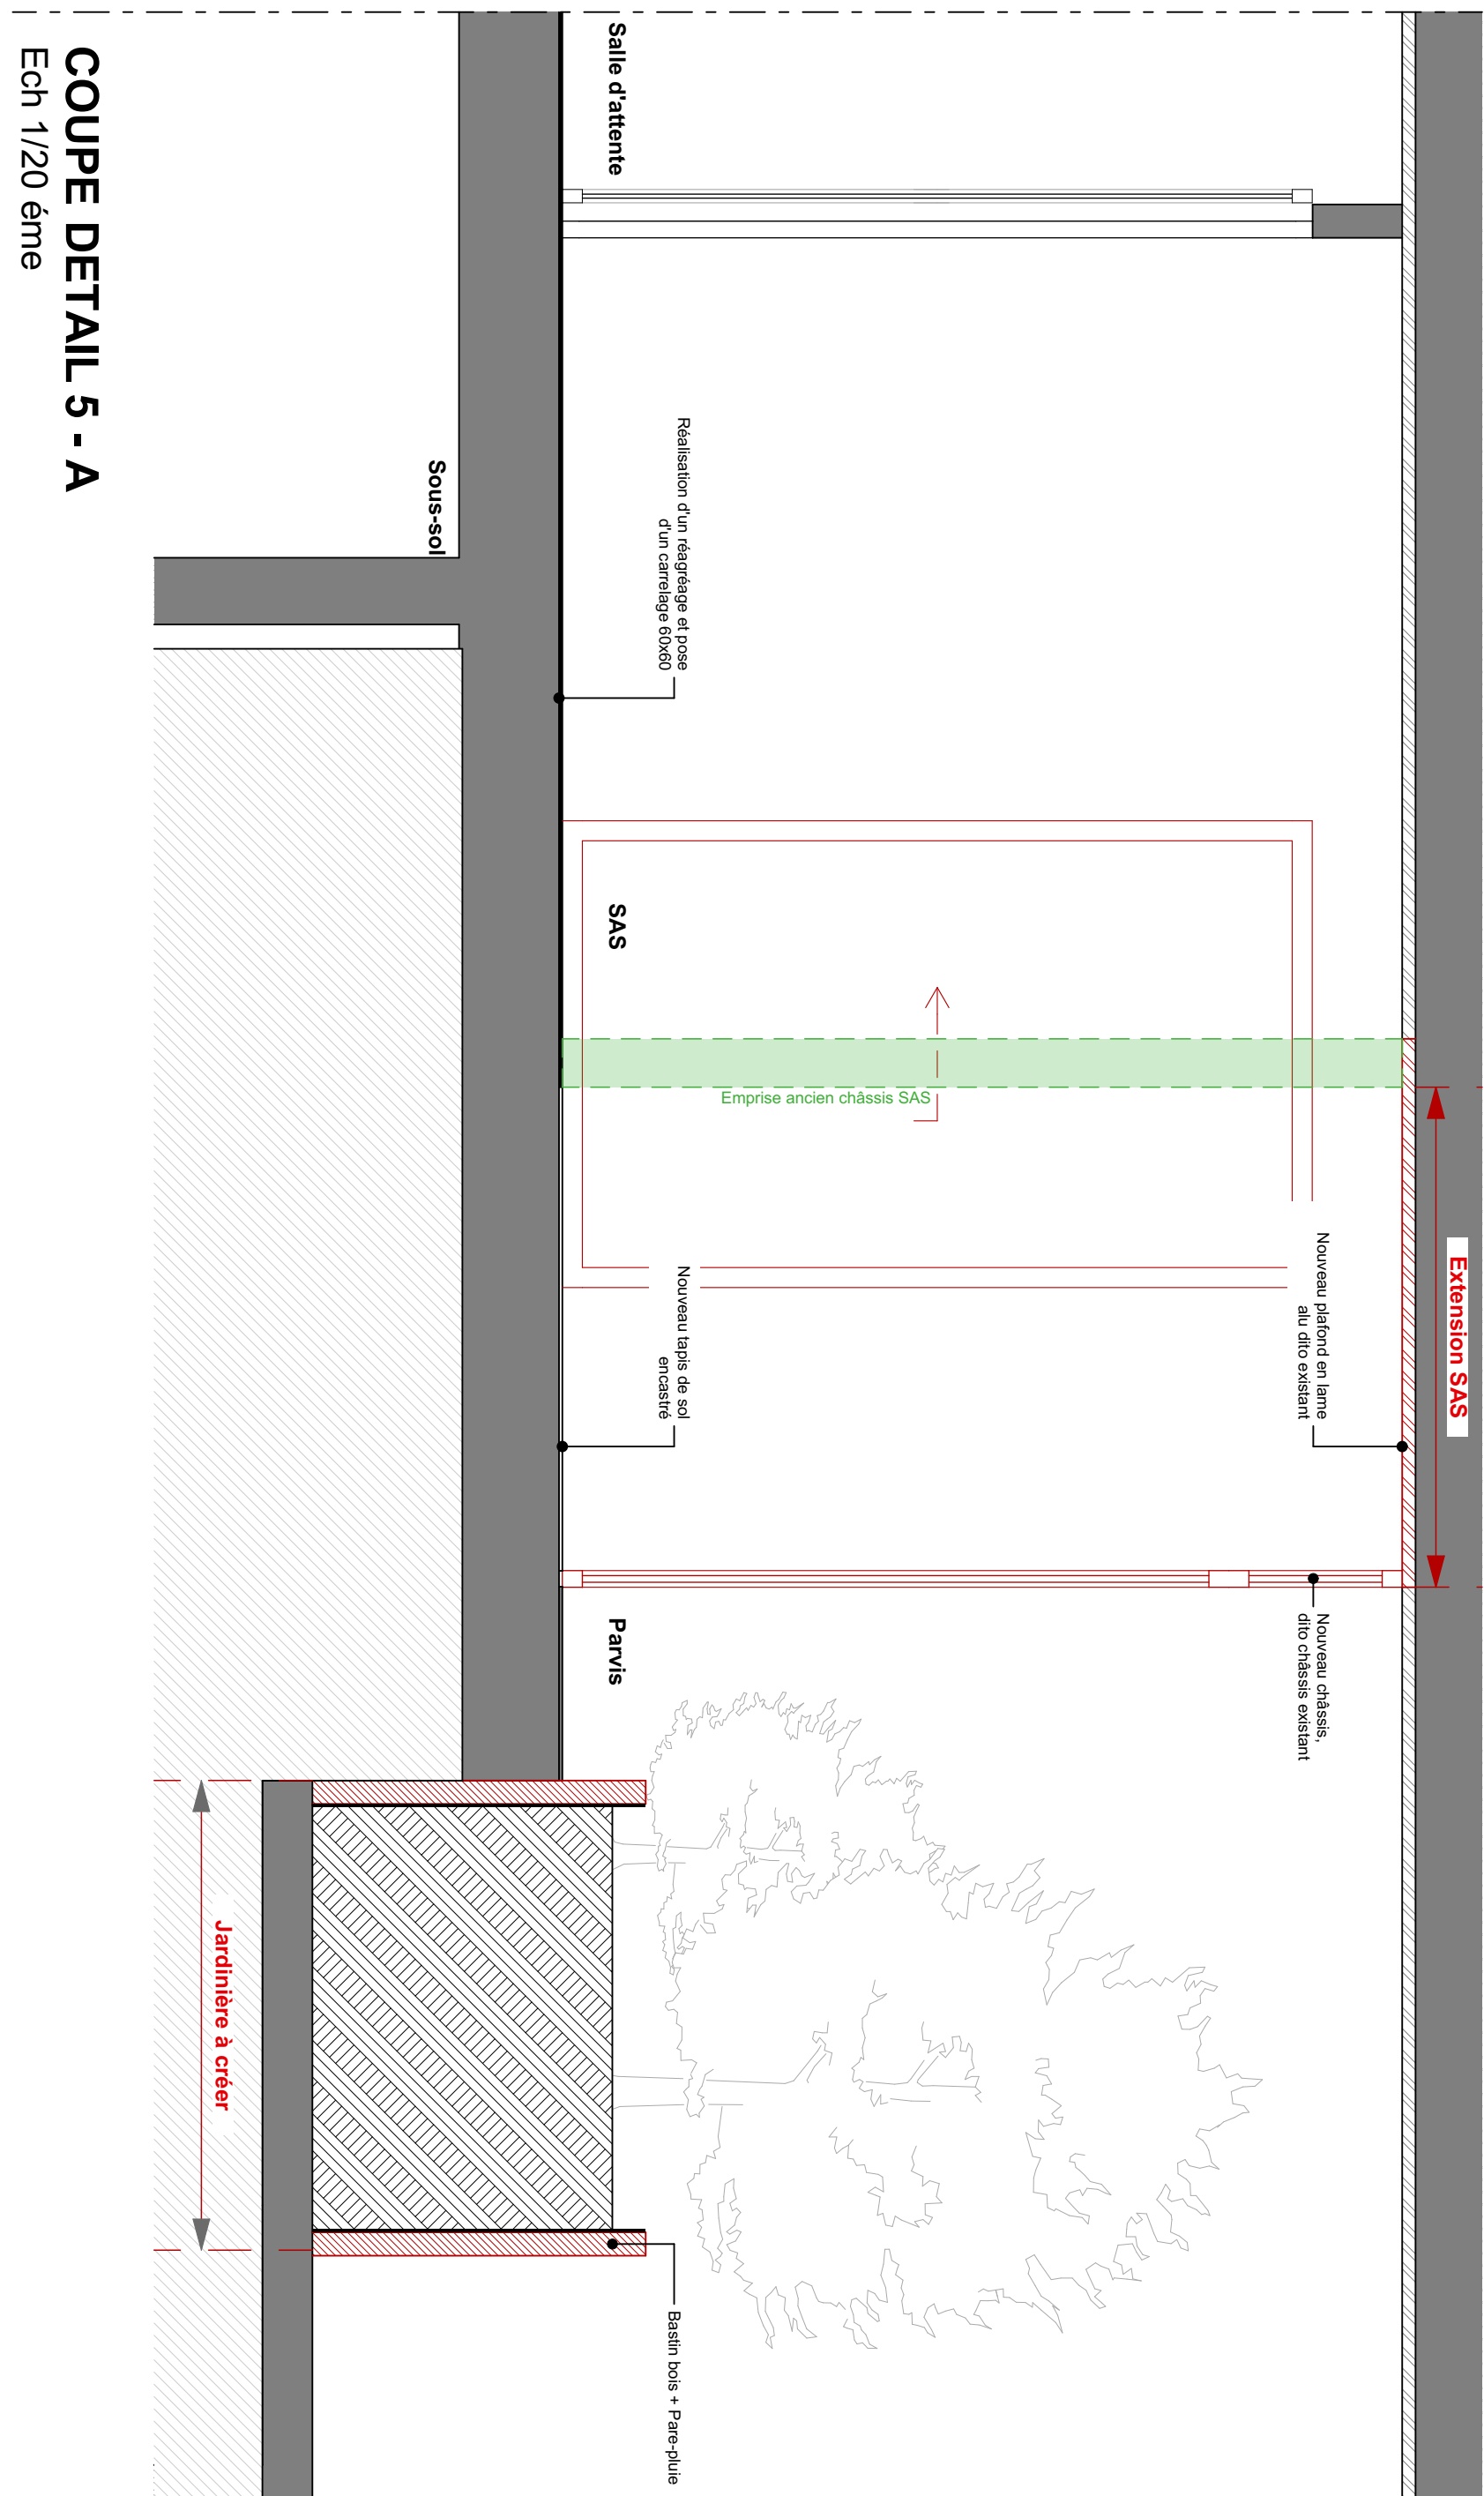 Extension SAS
Nouveau plafond en lame
alu dito existant
Nouveau châssis,
dito châssis existant
Emprise ancien châssis SAS
Réalisation d'un réagréage et pose
d'un carrelage 60x60
Nouveau tapis de sol
encastré
Bastin bois + Pare-pluie
Salle d'attente
SAS
Parvis
Sous-sol
Jardinière à créer
COUPE DETAIL 5 - A
Ech 1/20 éme